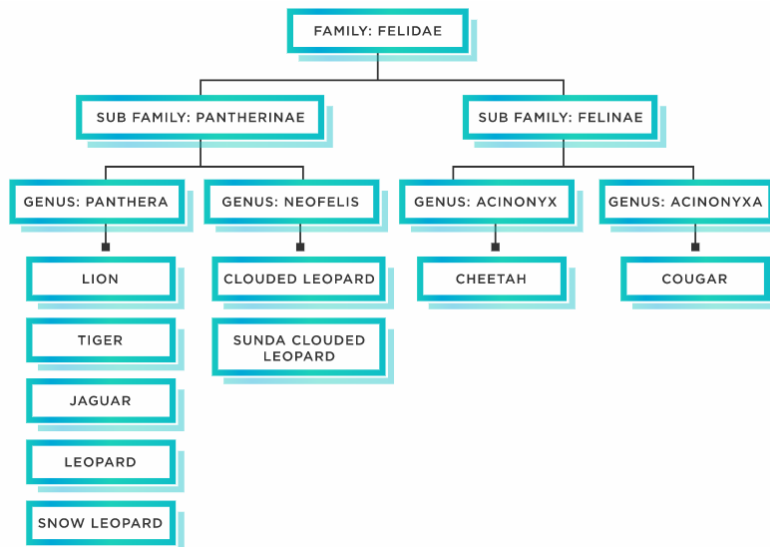 FAMILY: FELIDAE
SUB FAMILY: PANTHERINAE
SUB FAMILY: FELINAE
GENUS: PANTHERA
GENUS: NEOFELIS
GENUS: ACINONYX
GENUS: ACINONYXA
LION
CLOUDED LEOPARD
CHEETAH
COUGAR
TIGER
SUNDA CLOUDED
LEOPARD
JAGUAR
LEOPARD
SNOW LEOPARD